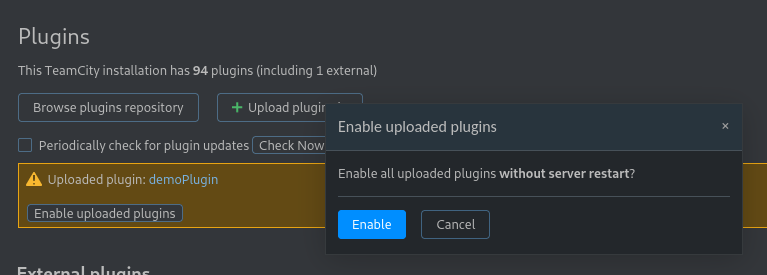 Plugins
This TeamCity installation has 94 plugins (including 1 external)
Browse plugins repository
+ Upload plugin
Enable uploaded plugins ×
Periodically check for plugin updates Check Now
Enable all uploaded plugins without server restart?
Uploaded plugin: demoPlugin
Enable uploaded plugins
Enable Cancel
External plugins